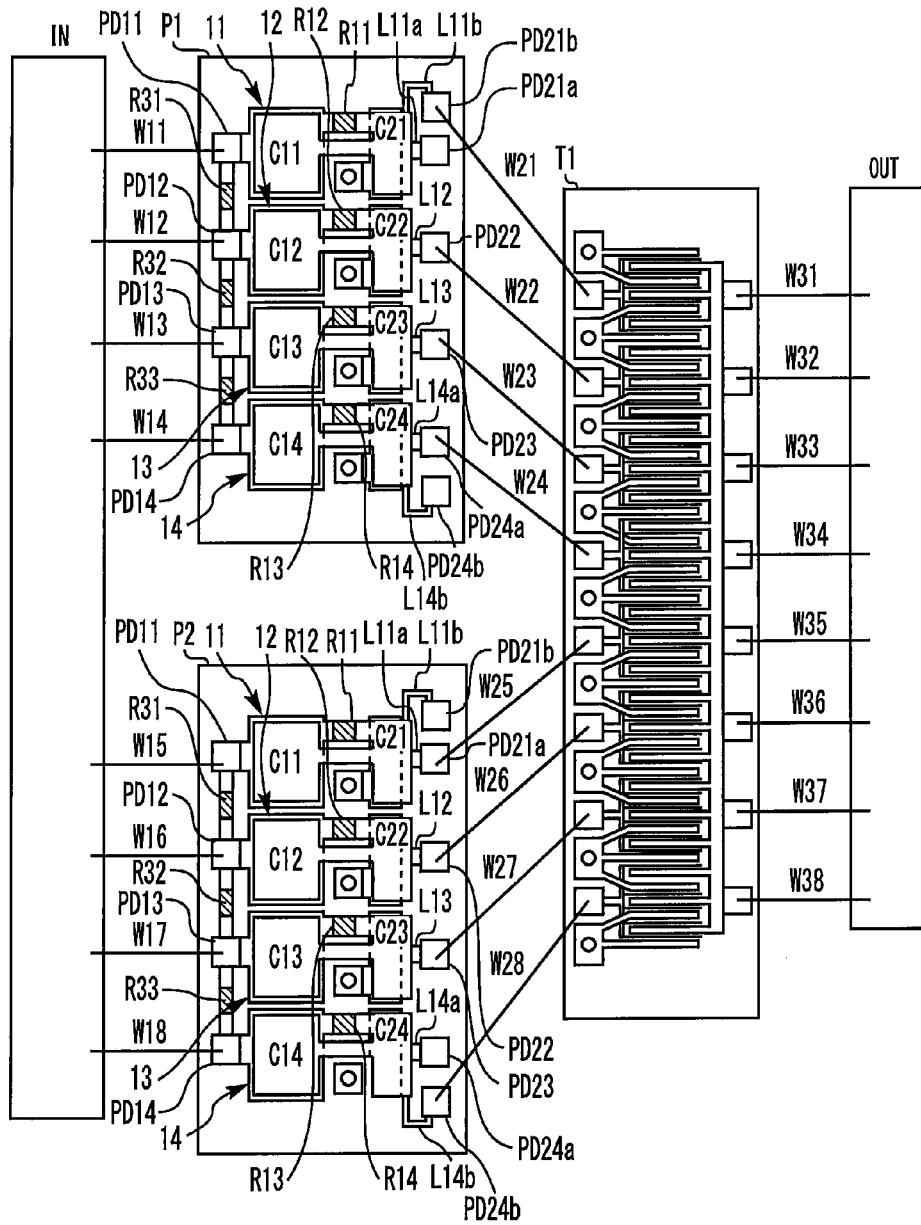 IN
PD11
P1
11
12
R12
R11
L11a
L11b
PD21b
PD21a
R31
W11
C11
C21
W21
T1
OUT
PD12
L12
W12
C12
C22
PD22
W22
W31
R32
PD13
L13
W13
C13
C23
W23
W32
R33
L14a
PD23
W33
W14
C14
C24
W24
13
PD14
14
PD24a
R13
R14
PD24b
L14b
W34
PD11
P2
11
12
R12
R11
L11a
L11b
W25
PD21b
W35
R31
W15
C11
C21
PD21a
W26
W36
PD12
L12
W16
C12
C22
W27
W37
R32
PD13
L13
W17
C13
C23
W28
W38
R33
L14a
W18
C14
C24
PD22
PD23
13
PD14
14
R13
R14
L14b
PD24a
PD24b